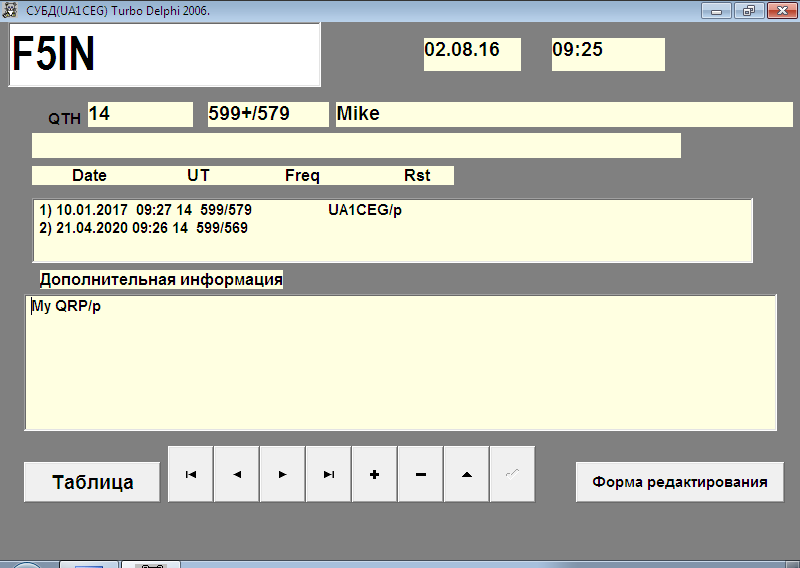 СУБД(UA1CEG) Turbo Delphi 2006.
F5IN
02.08.16 09:25
QTH 14 599+/579 Mike
Date UT Freq Rst
1) 10.01.2017 09:27 14 599/579 UA1CEG/p
2) 21.04.2020 09:26 14 599/569
Дополнительная информация
My QRP/p
Таблица
Форма редактирования